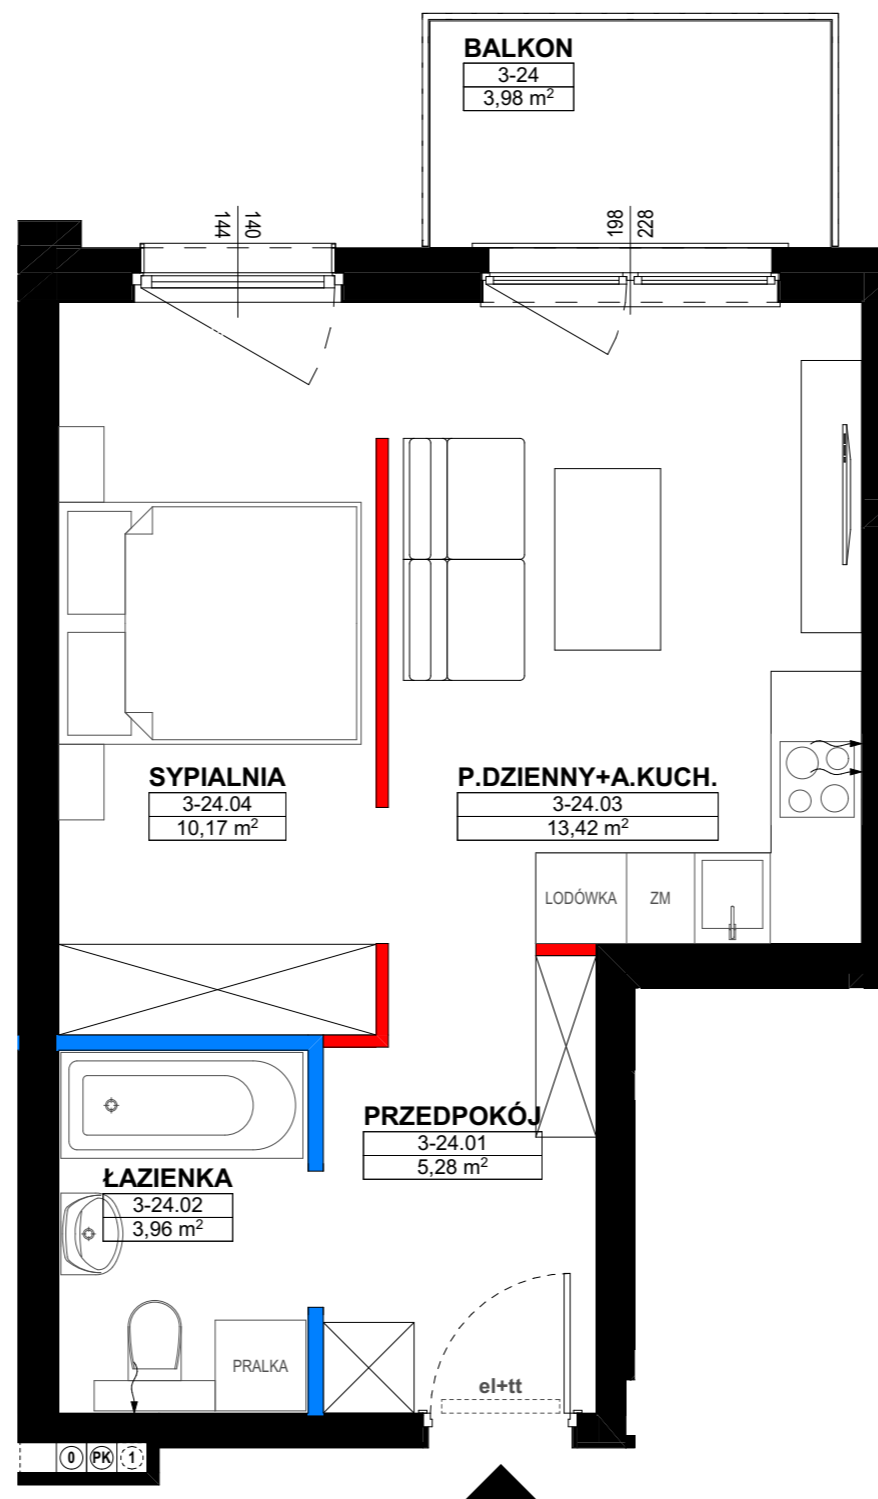 BALKON
3-24
3,98 m²
144
140
198
228
SYPIALNIA
3-24.04
10,17 m²
P.DZIENNY+A.KUCH.
3-24.03
13,42 m²
LODÓWKA
ZM
PRZEDPOKÓJ
3-24.01
5,28 m²
ŁAZIENKA
3-24.02
3,96 m²
PRALKA
el+tt
0
PK
1